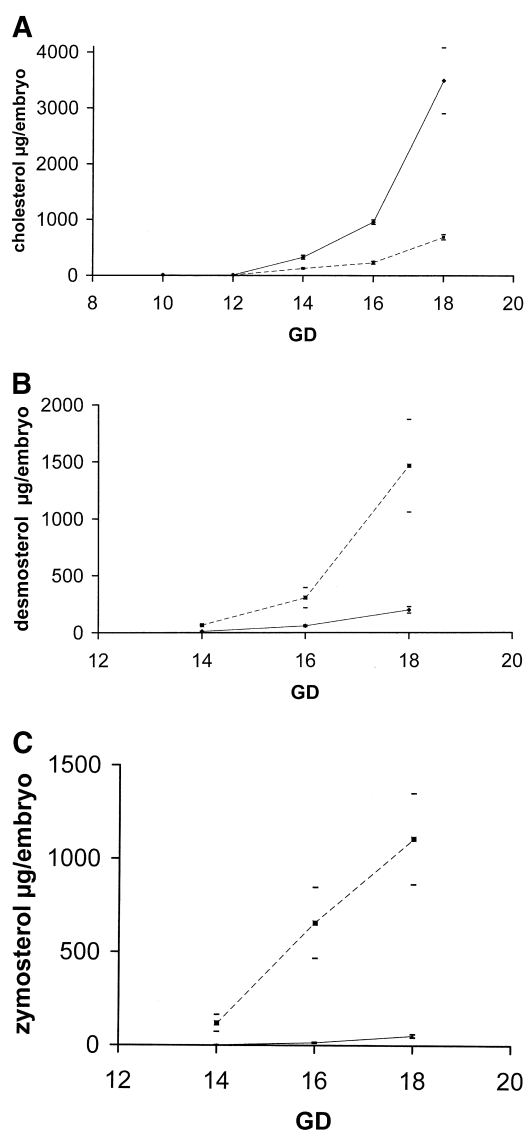 A
cholesterol µg/embryo
4000
3000
2000
1000
0
8 10 12 14 16 18 20
GD
B
desmosterol µg/embryo
2000
1500
1000
500
0
12 14 16 18 20
GD
C
zymosterol µg/embryo
1500
1000
500
0
12 14 16 18 20
GD